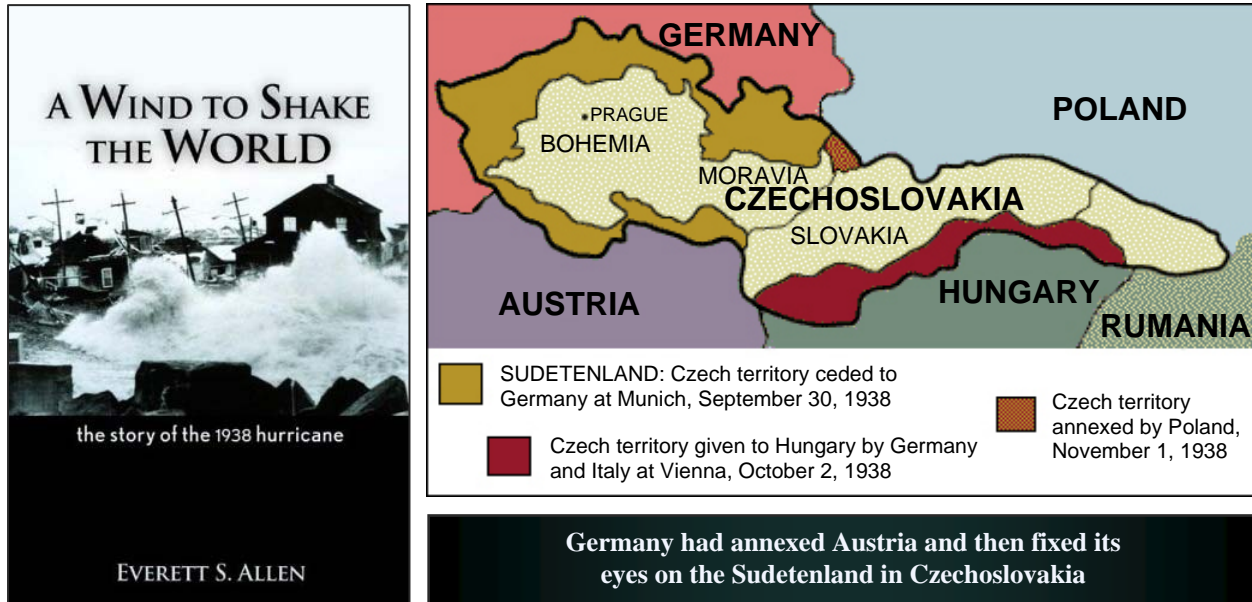 A WIND TO SHAKE
THE WORLD
the story of the 1938 hurricane
EVERETT S. ALLEN
GERMANY
POLAND
PRAGUE
BOHEMIA
MORAVIA
CZECHOSLOVAKIA
SLOVAKIA
AUSTRIA
HUNGARY
RUMANIA
SUDETENLAND: Czech territory ceded to
Germany at Munich, September 30, 1938
Czech territory given to Hungary by Germany
and Italy at Vienna, October 2, 1938
Czech territory
annexed by Poland,
November 1, 1938
Germany had annexed Austria and then fixed its
eyes on the Sudetenland in Czechoslovakia